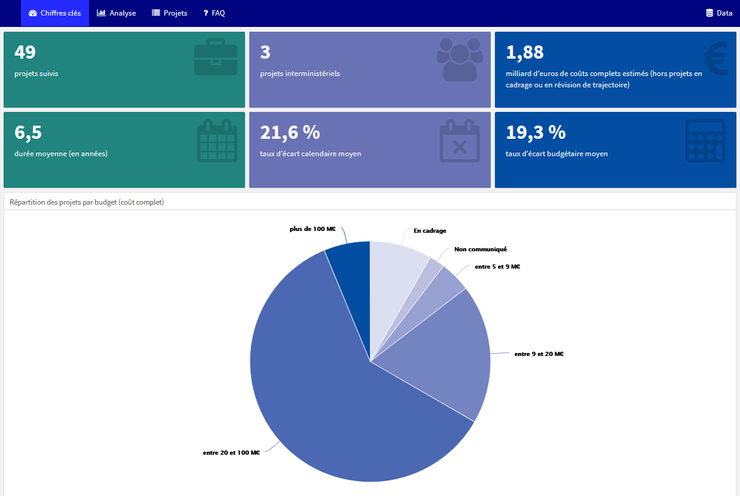 Chiffres clés Analyse Projets ? FAQ Data
49
projets suivis
3
projets interministériels
1,88
milliard d'euros de coûts complets estimés (hors projets en
cadrage ou en révision de trajectoire)
6,5
durée moyenne (en années)
21,6 %
taux d'écart calendaire moyen
19,3 %
taux d'écart budgétaire moyen
Répartition des projets par budget (coût complet)
plus de 100 M€
En cadrage
Non communiqué
entre 5 et 9 M€
entre 9 et 20 M€
entre 20 et 100 M€